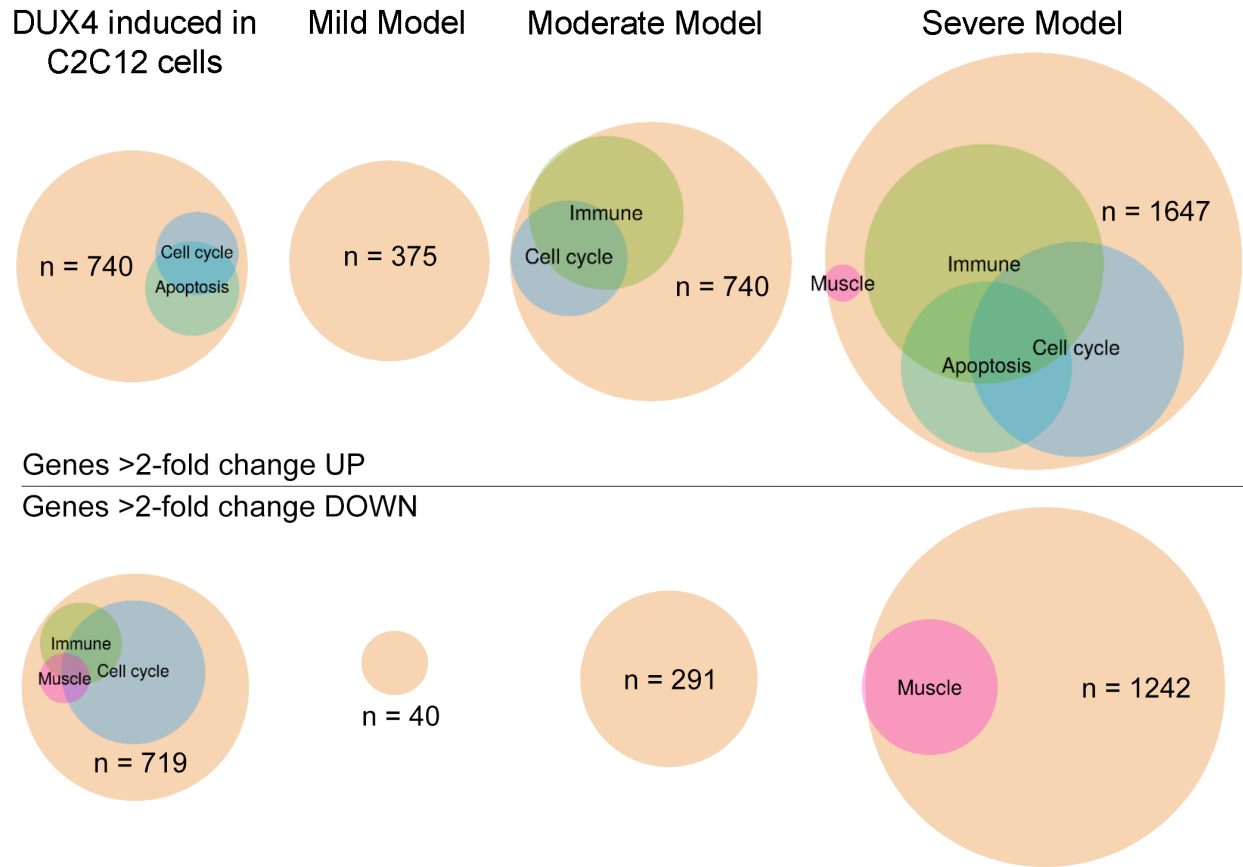 DUX4 induced in
C2C12 cells
Mild Model
Moderate Model
Severe Model
n = 740
Cell cycle
Apoptosis
n = 375
Immune
Cell cycle
n = 740
n = 1647
Immune
Muscle
Cell cycle
Apoptosis
Genes >2-fold change UP
Genes >2-fold change DOWN
Immune
Cell cycle
Muscle
n = 719
n = 40
n = 291
Muscle
n = 1242